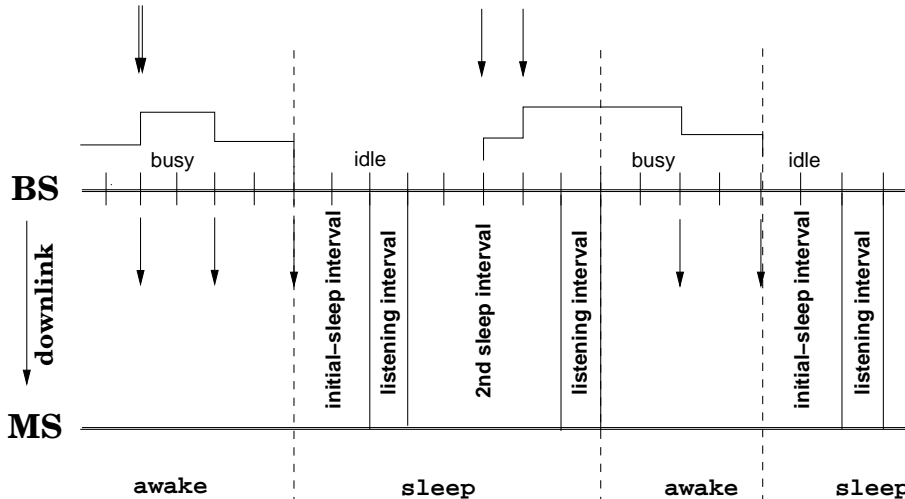 busy
idle
busy
idle
BS
downlink
initial-sleep interval
listening interval
2nd sleep interval
listening interval
initial-sleep interval
listening interval
MS
awake
sleep
awake
sleep